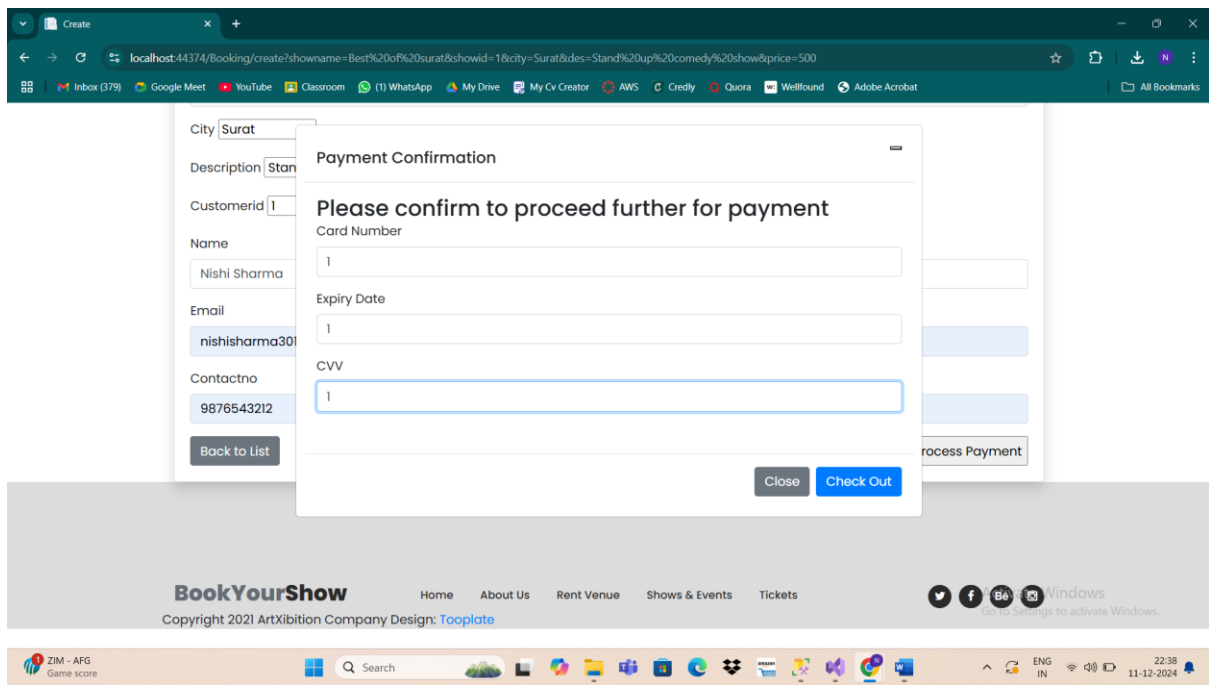 Create
localhost:44374/Booking/create?showname=Best%20of%20surat&showid=1&city=Surat&des=Stand%20up%20comedy%20show&price=500
N
Inbox (379) Google Meet YouTube Classroom (1) WhatsApp My Drive My Cv Creator AWS Credly Quora Wellfound Adobe Acrobat All Bookmarks
City Surat
Payment Confirmation
Description Stan
Customerid 1
Please confirm to proceed further for payment
Card Number
1
Name
Nishi Sharma
Expiry Date
1
Email
nishisharma301
CVV
1
Contactno
9876543212
Back to List
rocess Payment
Close Check Out
BookYourShow Home About Us Rent Venue Shows & Events Tickets
Copyright 2021 ArtXibition Company Design: Tooplate
Activate Windows
Go to Settings to activate Windows.
1 ZIM - AFG
Game score
Search
ENG
IN
22:38
11-12-2024